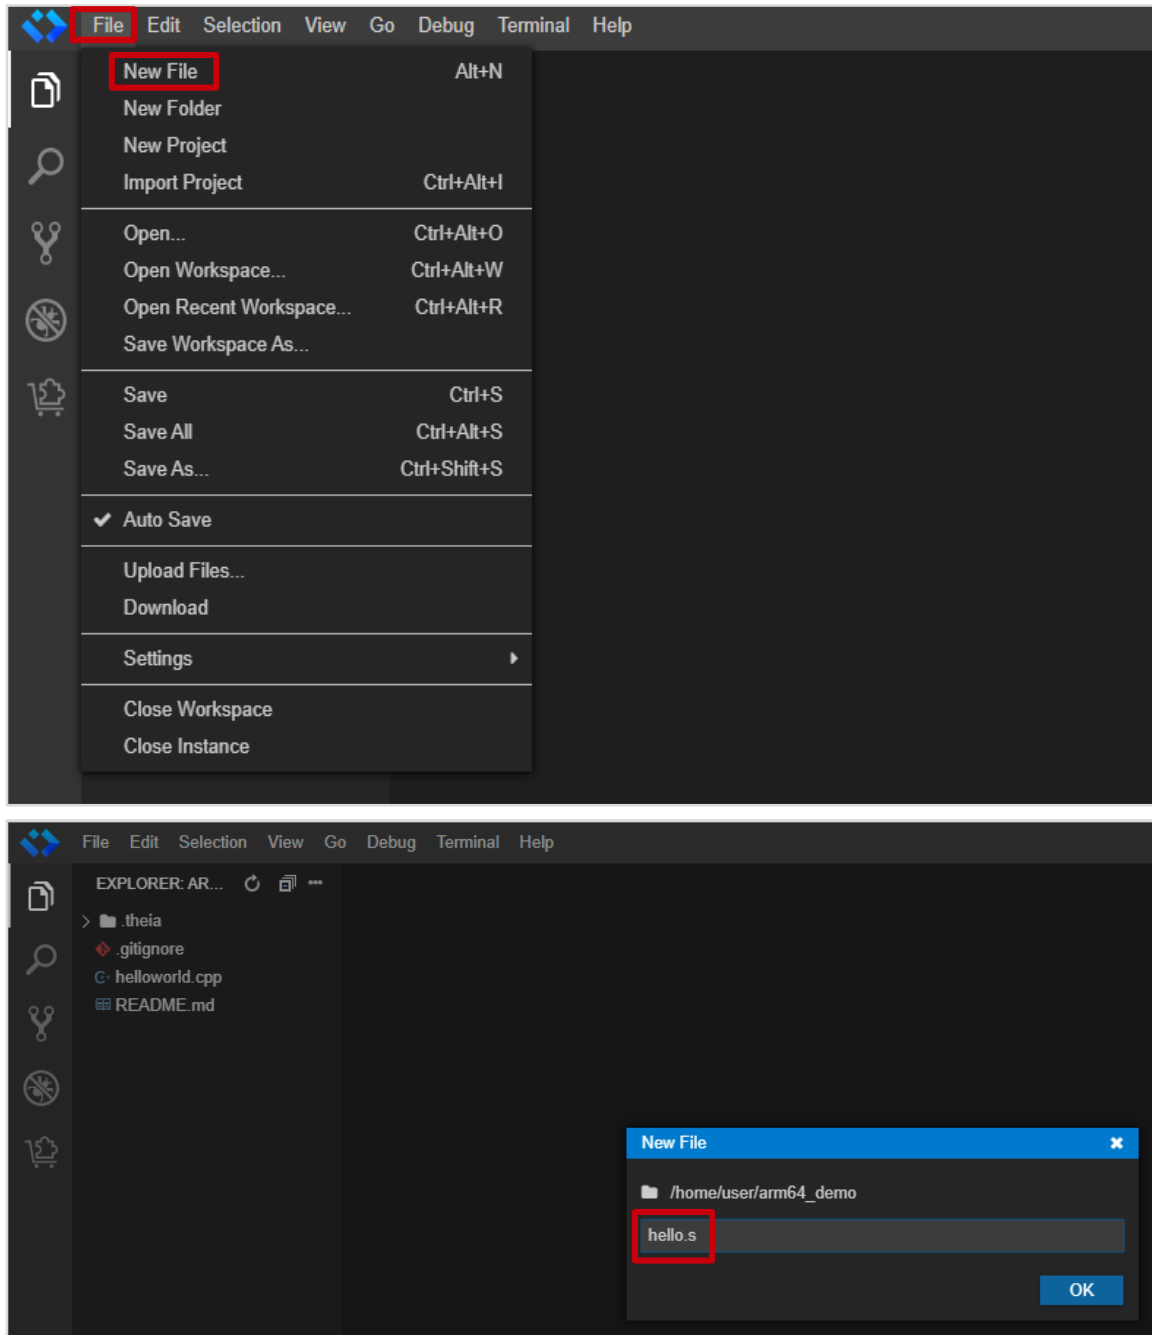 File Edit Selection View Go Debug Terminal Help
New File Alt+N
New Folder
New Project
Import Project Ctrl+Alt+I
Open... Ctrl+Alt+O
Open Workspace... Ctrl+Alt+W
Open Recent Workspace... Ctrl+Alt+R
Save Workspace As...
Save Ctrl+S
Save All Ctrl+Alt+S
Save As... Ctrl+Shift+S
Auto Save
Upload Files...
Download
Settings
Close Workspace
Close Instance
File Edit Selection View Go Debug Terminal Help
EXPLORER: AR...
.theia
.gitignore
helloworld.cpp
README.md
New File
/home/user/arm64_demo
hello.s
OK